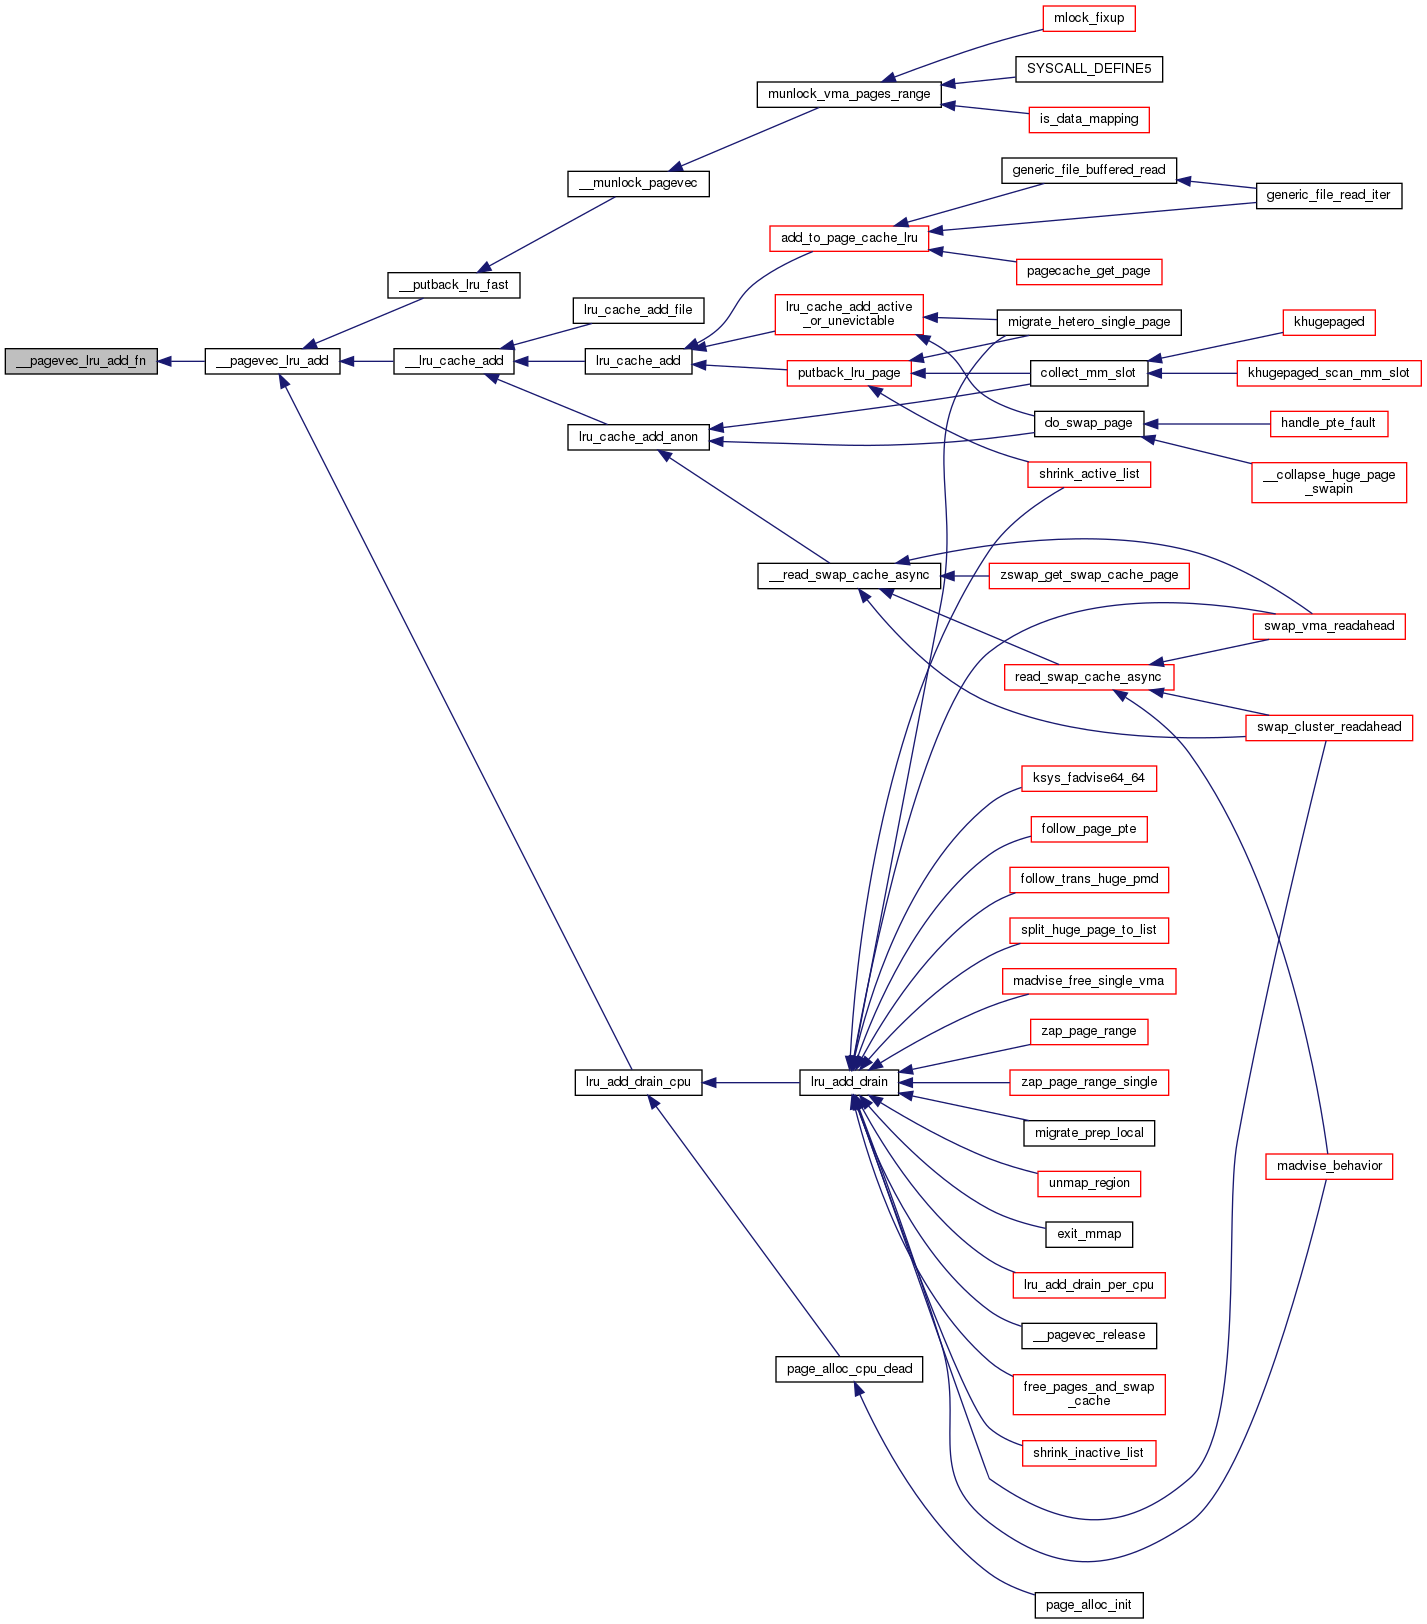 mlock_fixup
SYSCALL_DEFINE5
munlock_vma_pages_range
is_data_mapping
generic_file_buffered_read
__munlock_pagevec
generic_file_read_iter
add_to_page_cache_lru
pagecache_get_page
__putback_lru_fast
lru_cache_add_file
lru_cache_add_active
_or_unevictable
migrate_hetero_single_page
khugepaged
__pagevec_lru_add_fn
__pagevec_lru_add
__lru_cache_add
lru_cache_add
putback_lru_page
collect_mm_slot
khugepaged_scan_mm_slot
do_swap_page
handle_pte_fault
lru_cache_add_anon
shrink_active_list
__collapse_huge_page
_swapin
__read_swap_cache_async
zswap_get_swap_cache_page
swap_vma_readahead
read_swap_cache_async
swap_cluster_readahead
ksys_fadvise64_64
follow_page_pte
follow_trans_huge_pmd
split_huge_page_to_list
madvise_free_single_vma
zap_page_range
lru_add_drain_cpu
lru_add_drain
zap_page_range_single
migrate_prep_local
madvise_behavior
unmap_region
exit_mmap
lru_add_drain_per_cpu
__pagevec_release
page_alloc_cpu_dead
free_pages_and_swap
_cache
shrink_inactive_list
page_alloc_init